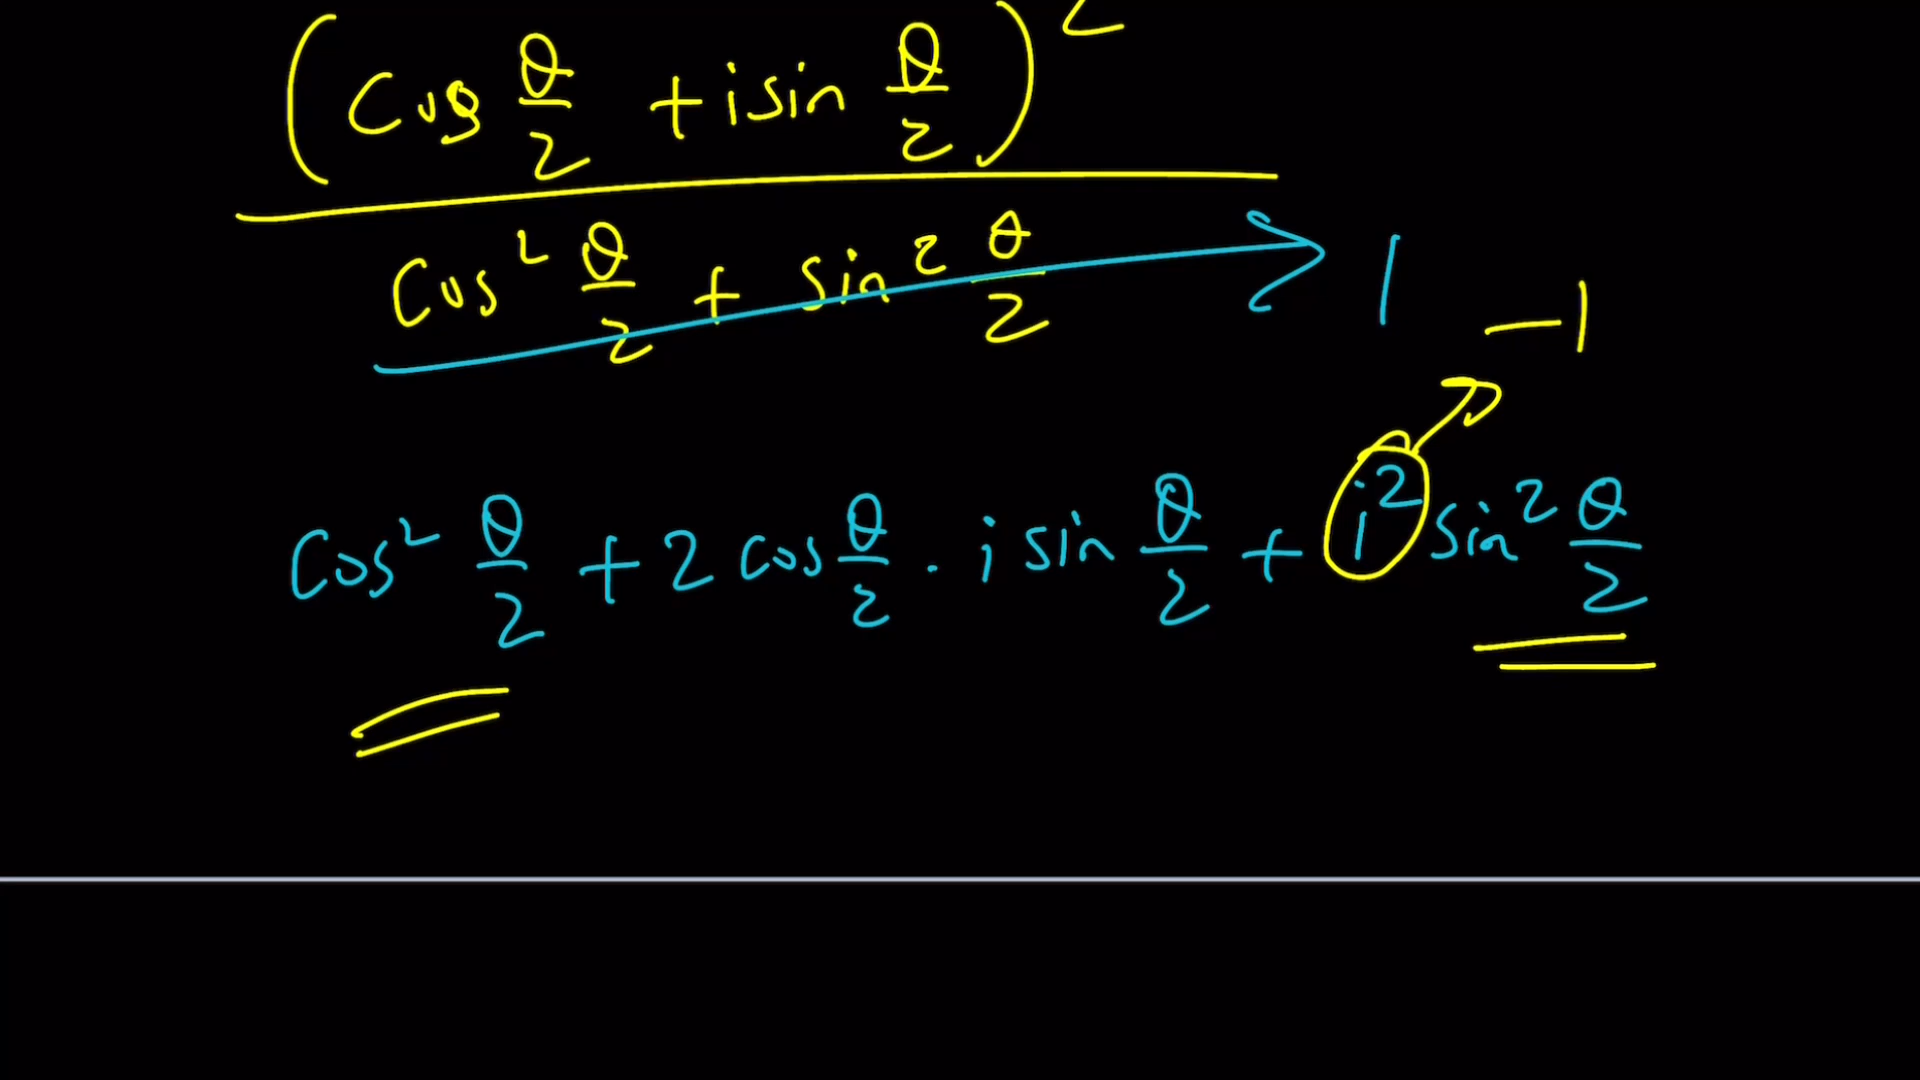 (cos θ/2 + i sin θ/2)²
cos² θ/2 + sin² θ/2 → 1
−1
cos² θ/2 + 2 cos θ/2 · i sin θ/2 + i² sin² θ/2